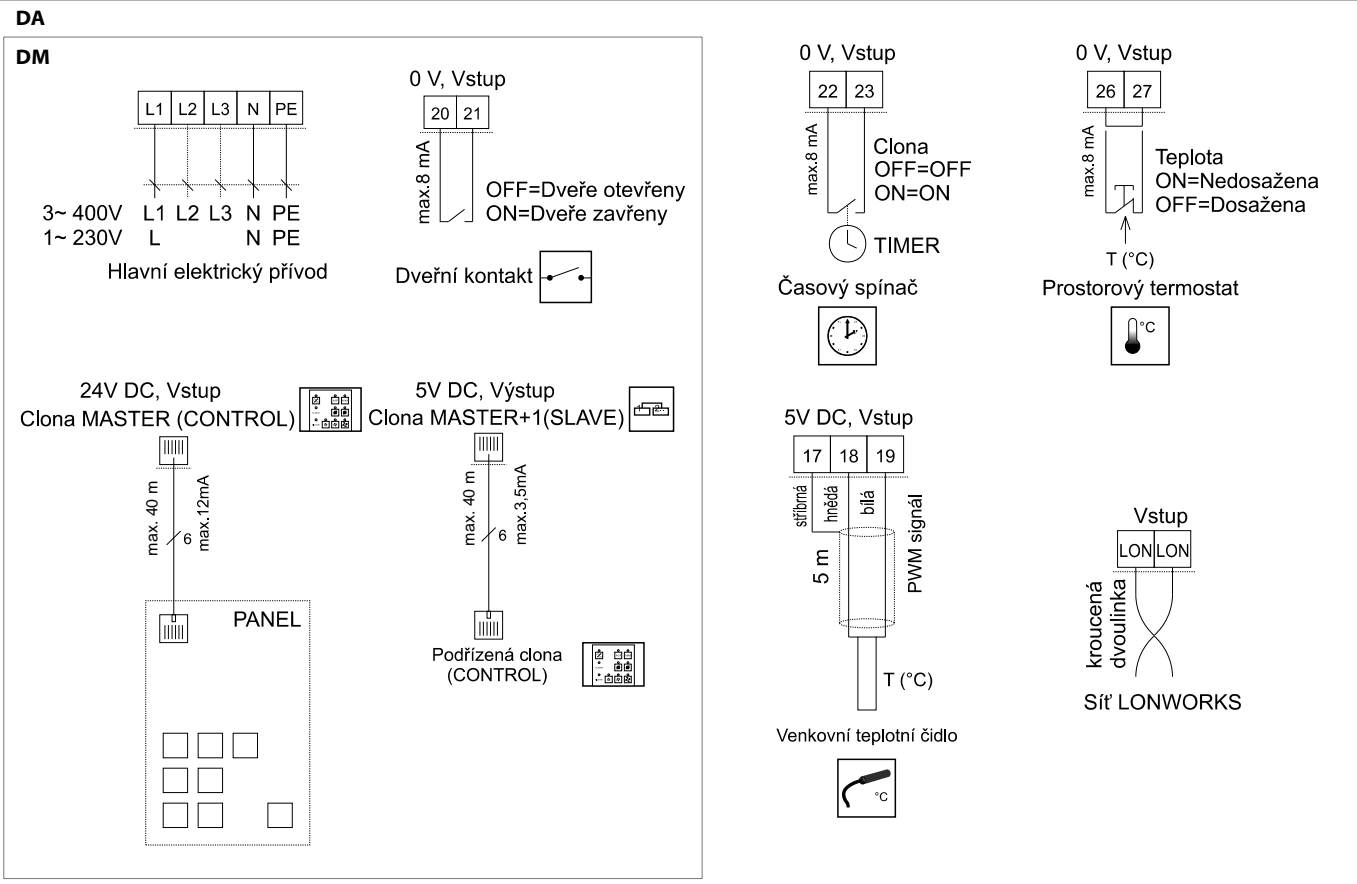 DA
DM
L1 L2 L3 N PE
3~ 400V L1 L2 L3 N PE
1~ 230V L N PE
Hlavní elektrický přívod
0 V, Vstup
20 21
max.8 mA
OFF=Dveře otevřeny
ON=Dveře zavřeny
Dveřní kontakt
24V DC, Vstup
Clona MASTER (CONTROL)
max. 40 m
max.12mA
6
PANEL
5V DC, Výstup
Clona MASTER+1(SLAVE)
max. 40 m
max.3,5mA
6
Podřízená clona
(CONTROL)
0 V, Vstup
22 23
max.8 mA
Clona
OFF=OFF
ON=ON
TIMER
Časový spínač
0 V, Vstup
26 27
max.8 mA
Teplota
ON=Nedosažena
OFF=Dosažena
T (°C)
Prostorový termostat
°C
5V DC, Vstup
17 18 19
stříbrná
hnědá
bílá
PWM signál
5 m
T (°C)
Venkovní teplotní čidlo
°C
Vstup
LON LON
kroucená
dvoulinka
Síť LONWORKS